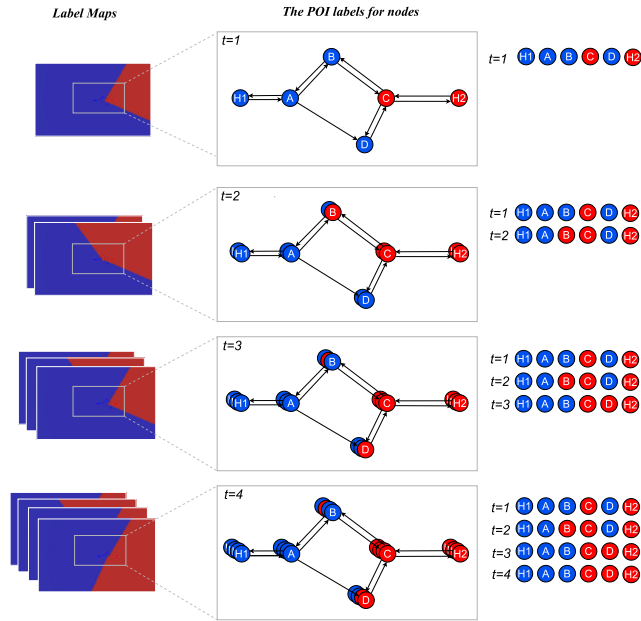 Label Maps
The POI labels for nodes
t=1
B
H1 A C H2
D
t=1 H1 A B C D H2
t=2
B
H1 A C H2
D
t=1 H1 A B C D H2
t=2 H1 A B C D H2
t=3
B
H1 A C H2
D
t=1 H1 A B C D H2
t=2 H1 A B C D H2
t=3 H1 A B C D H2
t=4
B
H1 A C H2
D
t=1 H1 A B C D H2
t=2 H1 A B C D H2
t=3 H1 A B C D H2
t=4 H1 A B C D H2